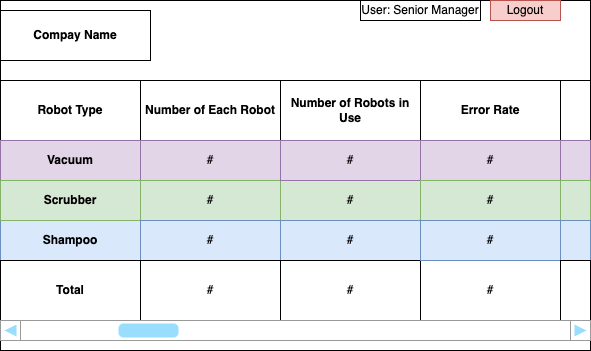 User: Senior Manager
Logout
Compay Name
Robot Type
Number of Each Robot
Number of Robots in
Use
Error Rate
Vacuum
#
#
#
Scrubber
#
#
#
Shampoo
#
#
#
Total
#
#
#